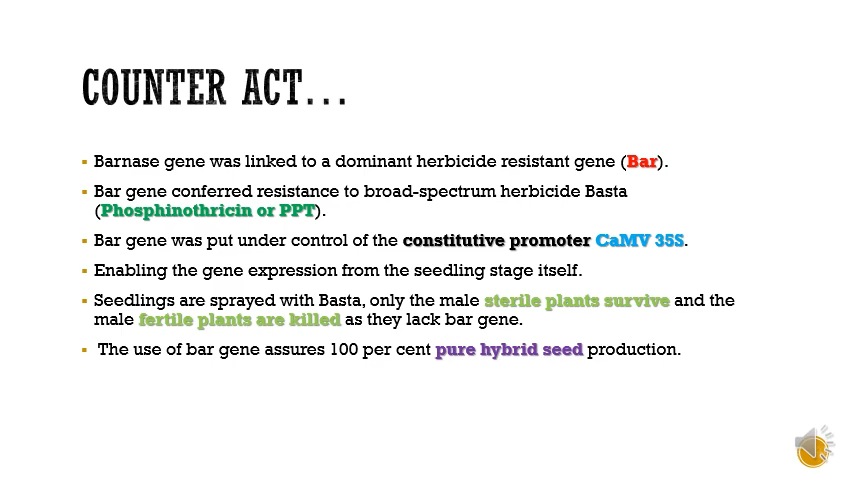 COUNTER ACT...
▪ Barnase gene was linked to a dominant herbicide resistant gene (Bar).
▪ Bar gene conferred resistance to broad-spectrum herbicide Basta
(Phosphinothricin or PPT).
▪ Bar gene was put under control of the constitutive promoter CaMV 35S.
▪ Enabling the gene expression from the seedling stage itself.
▪ Seedlings are sprayed with Basta, only the male sterile plants survive and the
male fertile plants are killed as they lack bar gene.
▪ The use of bar gene assures 100 per cent pure hybrid seed production.